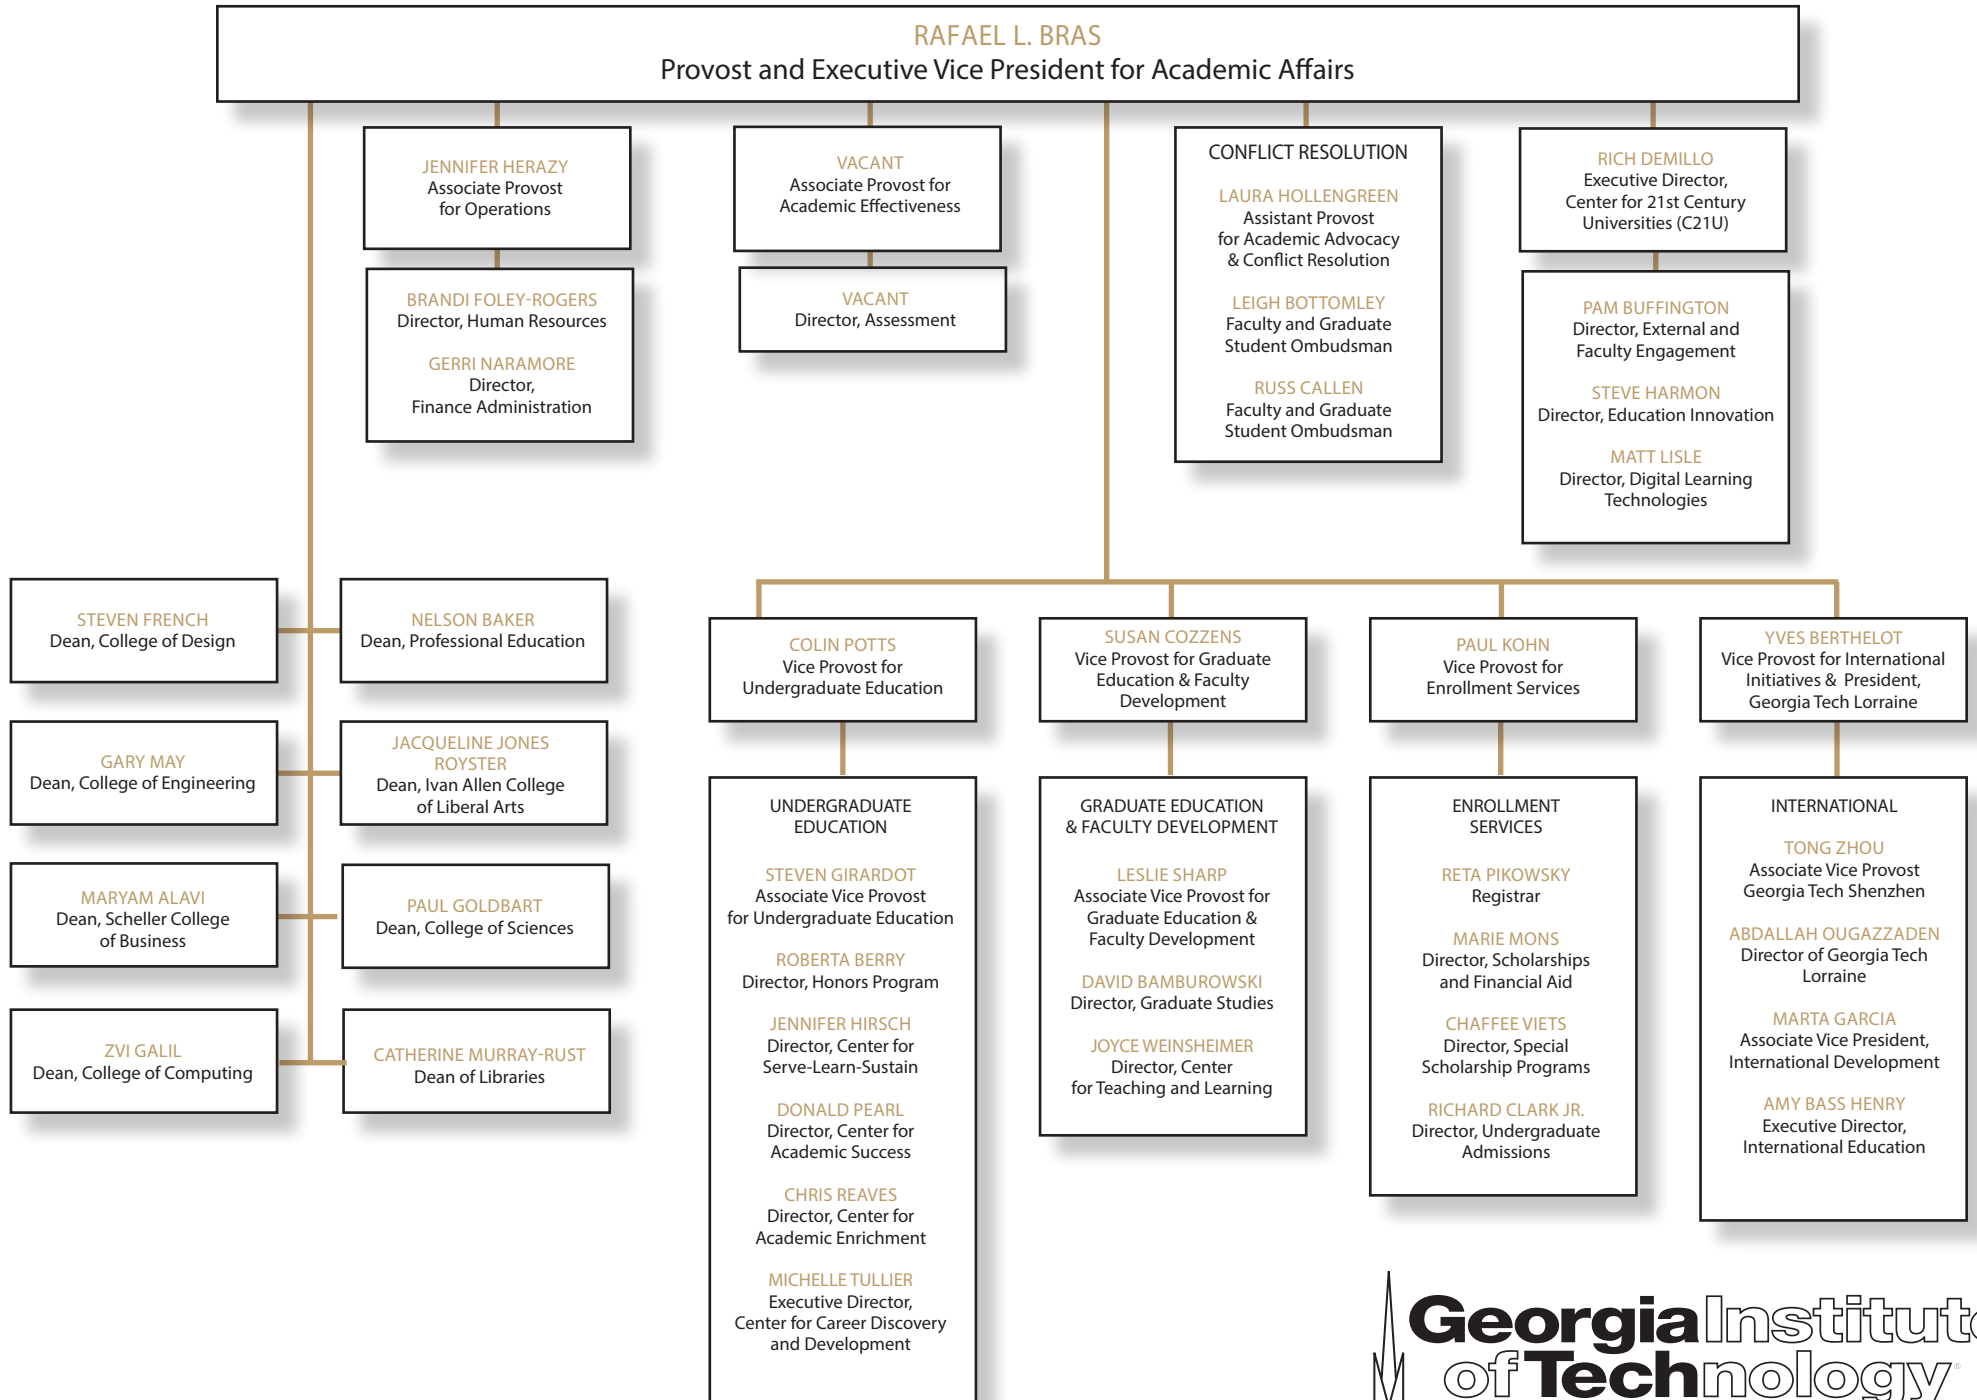 RAFAEL L. BRAS
Provost and Executive Vice President for Academic Affairs
JENNIFER HERAZY
Associate Provost
for Operations
BRANDI FOLEY-ROGERS
Director, Human Resources
GERRI NARAMORE
Director,
Finance Administration
VACANT
Associate Provost for
Academic Effectiveness
VACANT
Director, Assessment
CONFLICT RESOLUTION
LAURA HOLLENGREEN
Assistant Provost
for Academic Advocacy
& Conflict Resolution
LEIGH BOTTOMLEY
Faculty and Graduate
Student Ombudsman
RUSS CALLEN
Faculty and Graduate
Student Ombudsman
RICH DEMILLO
Executive Director,
Center for 21st Century
Universities (C21U)
PAM BUFFINGTON
Director, External and
Faculty Engagement
STEVE HARMON
Director, Education Innovation
MATT LISLE
Director, Digital Learning
Technologies
STEVEN FRENCH
Dean, College of Design
NELSON BAKER
Dean, Professional Education
GARY MAY
Dean, College of Engineering
JACQUELINE JONES
ROYSTER
Dean, Ivan Allen College
of Liberal Arts
MARYAM ALAVI
Dean, Scheller College
of Business
PAUL GOLDBART
Dean, College of Sciences
ZVI GALIL
Dean, College of Computing
CATHERINE MURRAY-RUST
Dean of Libraries
COLIN POTTS
Vice Provost for
Undergraduate Education
UNDERGRADUATE
EDUCATION
STEVEN GIRARDOT
Associate Vice Provost
for Undergraduate Education
ROBERTA BERRY
Director, Honors Program
JENNIFER HIRSCH
Director, Center for
Serve-Learn-Sustain
DONALD PEARL
Director, Center for
Academic Success
CHRIS REAVES
Director, Center for
Academic Enrichment
MICHELLE TULLIER
Executive Director,
Center for Career Discovery
and Development
SUSAN COZZENS
Vice Provost for Graduate
Education & Faculty
Development
GRADUATE EDUCATION
& FACULTY DEVELOPMENT
LESLIE SHARP
Associate Vice Provost for
Graduate Education &
Faculty Development
DAVID BAMBUROWSKI
Director, Graduate Studies
JOYCE WEINSHEIMER
Director, Center
for Teaching and Learning
PAUL KOHN
Vice Provost for
Enrollment Services
ENROLLMENT
SERVICES
RETA PIKOWSKY
Registrar
MARIE MONS
Director, Scholarships
and Financial Aid
CHAFFEE VIETS
Director, Special
Scholarship Programs
RICHARD CLARK JR.
Director, Undergraduate
Admissions
YVES BERTHELOT
Vice Provost for International
Initiatives & President,
Georgia Tech Lorraine
INTERNATIONAL
TONG ZHOU
Associate Vice Provost
Georgia Tech Shenzhen
ABDALLAH OUGAZZADEN
Director of Georgia Tech
Lorraine
MARTA GARCIA
Associate Vice President,
International Development
AMY BASS HENRY
Executive Director,
International Education
Georgia Institute
of Technology®